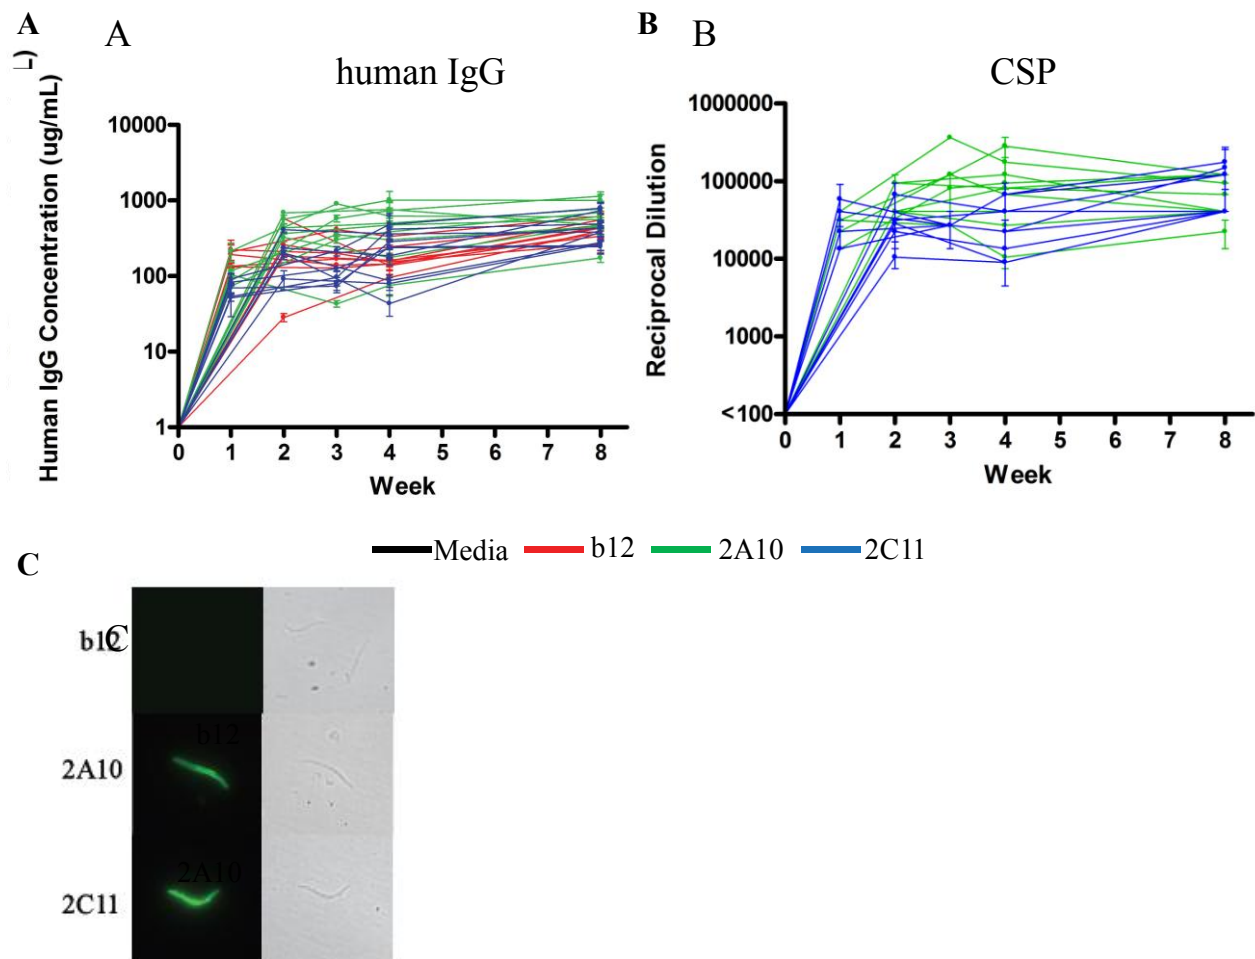 A
A
human IgG
Human IgG Concentration (ug/mL)
L)
10000
1000
100
10
1
0 1 2 3 4 5 6 7 8
Week
B
B
CSP
Reciprocal Dilution
1000000
100000
10000
1000
<100
0 1 2 3 4 5 6 7 8
Week
Media b12 2A10 2C11
C
b12
C
b12
2A10
2A10
2C11